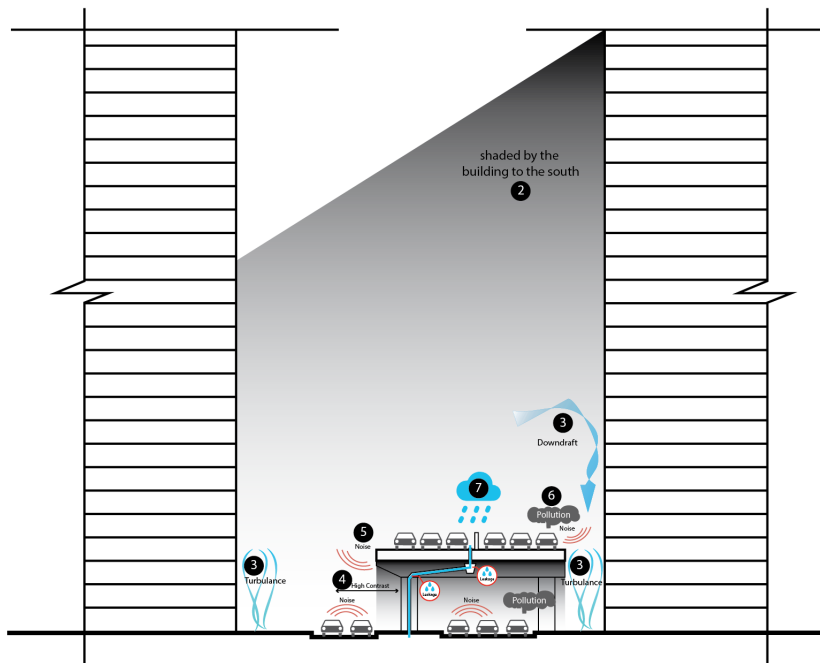 shaded by the
building to the south
2
3
Downdraft
7
6
Pollution
Noise
5
Noise
3
Turbulance
3
Turbulance
4
High Contrast
Leakage
Leakage
Noise
Noise
Pollution